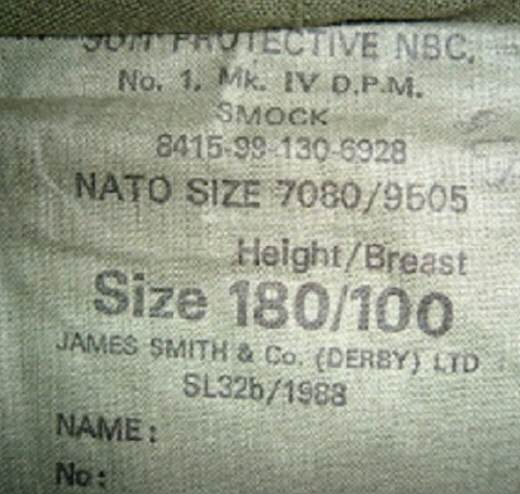 SUIT PROTECTIVE NBC,
No. 1, Mk. IV D.P.M.
SMOCK
8415-99-130-6928
NATO SIZE 7080/9505
Height/Breast
Size 180/100
JAMES SMITH & Co. (DERBY) LTD
SL32b/1988
NAME:
No: